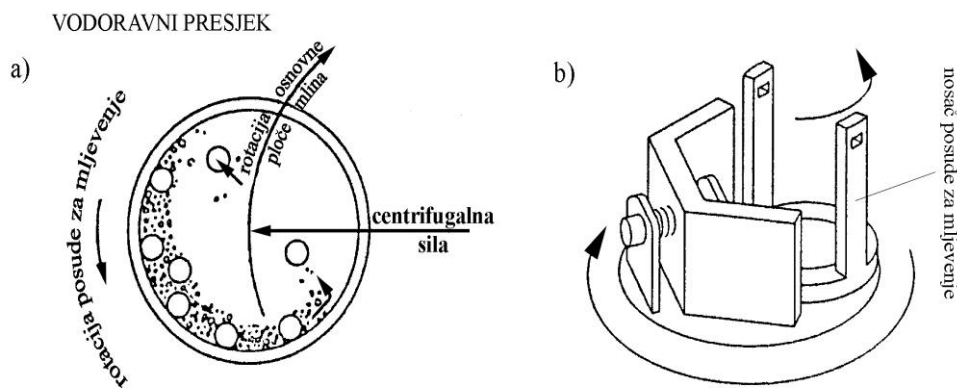 VODORAVNI PRESJEK
a)
rotacija posude za mljevenje
rotacija osnovne
ploče mlina
centrifugalna
sila
b)
nosač posude za mljevenje